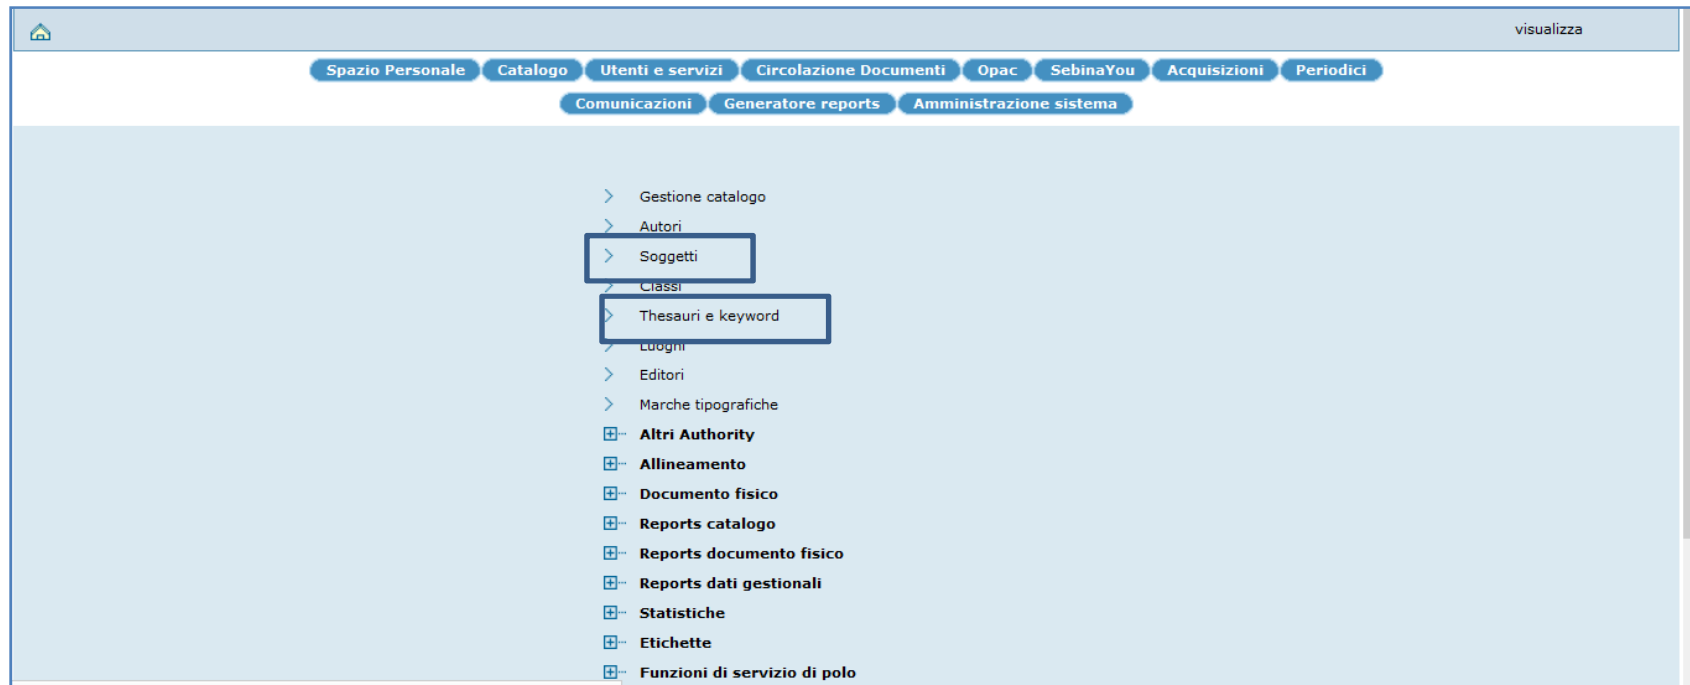 visualizza
Spazio Personale Catalogo Utenti e servizi Circolazione Documenti Opac SebinaYou Acquisizioni Periodici
Comunicazioni Generatore reports Amministrazione sistema
Gestione catalogo
Autori
Soggetti
Classi
Thesauri e keyword
Luoghi
Editori
Marche tipografiche
Altri Authority
Allineamento
Documento fisico
Reports catalogo
Reports documento fisico
Reports dati gestionali
Statistiche
Etichette
Funzioni di servizio di polo